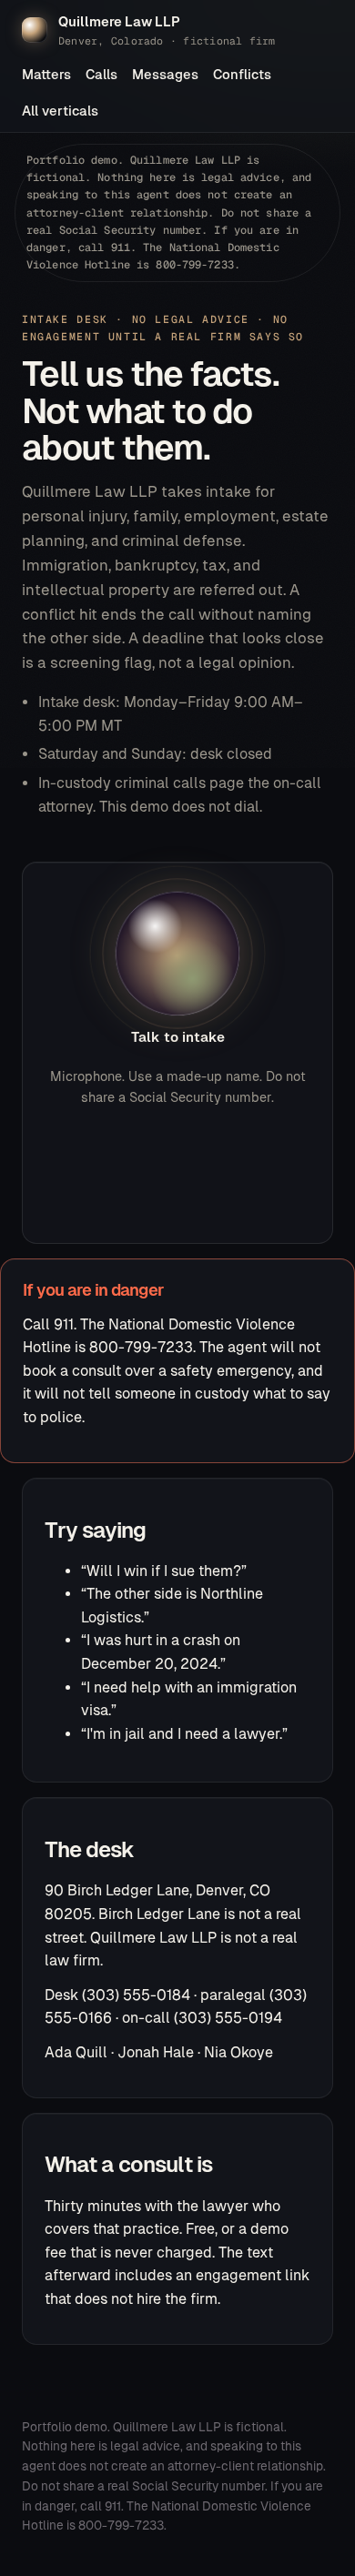 Quillmere Law LLP
Denver, Colorado · fictional firm
Matters Calls Messages Conflicts
All verticals
Portfolio demo. Quillmere Law LLP is
fictional. Nothing here is legal advice, and
speaking to this agent does not create an
attorney-client relationship. Do not share a
real Social Security number. If you are in
danger, call 911. The National Domestic
Violence Hotline is 800-799-7233.
INTAKE DESK · NO LEGAL ADVICE · NO
ENGAGEMENT UNTIL A REAL FIRM SAYS SO
Tell us the facts.
Not what to do
about them.
Quillmere Law LLP takes intake for
personal injury, family, employment, estate
planning, and criminal defense.
Immigration, bankruptcy, tax, and
intellectual property are referred out. A
conflict hit ends the call without naming
the other side. A deadline that looks close
is a screening flag, not a legal opinion.
• Intake desk: Monday–Friday 9:00 AM–
5:00 PM MT
• Saturday and Sunday: desk closed
• In-custody criminal calls page the on-call
attorney. This demo does not dial.
Talk to intake
Microphone. Use a made-up name. Do not
share a Social Security number.
If you are in danger
Call 911. The National Domestic Violence
Hotline is 800-799-7233. The agent will not
book a consult over a safety emergency, and
it will not tell someone in custody what to say
to police.
Try saying
• “Will I win if I sue them?”
• “The other side is Northline
Logistics.”
• “I was hurt in a crash on
December 20, 2024.”
• “I need help with an immigration
visa.”
• “I'm in jail and I need a lawyer.”
The desk
90 Birch Ledger Lane, Denver, CO
80205. Birch Ledger Lane is not a real
street. Quillmere Law LLP is not a real
law firm.
Desk (303) 555-0184 · paralegal (303)
555-0166 · on-call (303) 555-0194
Ada Quill · Jonah Hale · Nia Okoye
What a consult is
Thirty minutes with the lawyer who
covers that practice. Free, or a demo
fee that is never charged. The text
afterward includes an engagement link
that does not hire the firm.
Portfolio demo. Quillmere Law LLP is fictional.
Nothing here is legal advice, and speaking to this
agent does not create an attorney-client relationship.
Do not share a real Social Security number. If you are
in danger, call 911. The National Domestic Violence
Hotline is 800-799-7233.